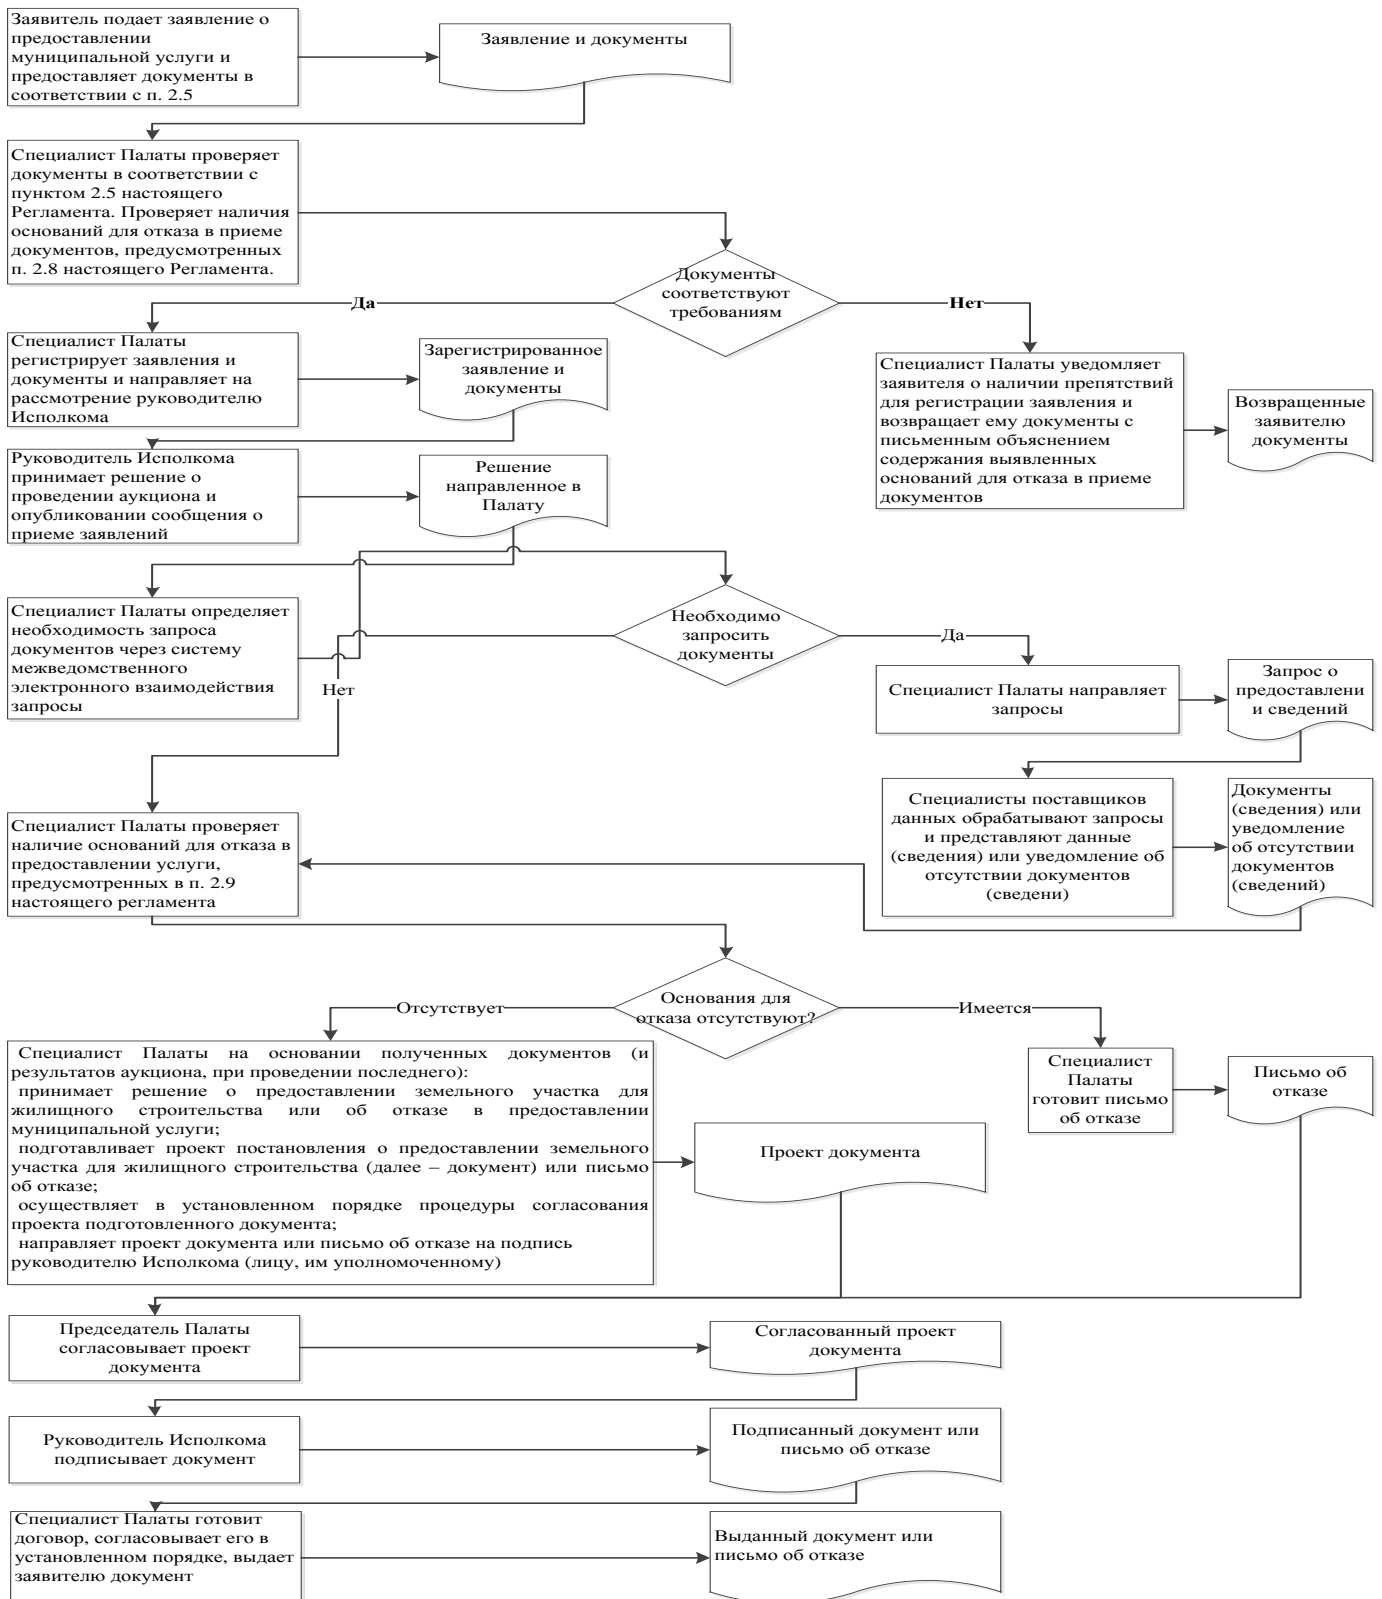 Заявитель подает заявление о
предоставлении
муниципальной услуги и
предоставляет документы в
соответствии с п. 2.5
Заявление и документы
Специалист Палаты проверяет
документы в соответствии с
пунктом 2.5 настоящего
Регламента. Проверяет наличия
оснований для отказа в приеме
документов, предусмотренных
п. 2.8 настоящего Регламента.
Документы
соответствуют
требованиям
Да
Нет
Специалист Палаты
регистрирует заявления и
документы и направляет на
рассмотрение руководителю
Исполкома
Зарегистрированное
заявление и
документы
Специалист Палаты уведомляет
заявителя о наличии препятствий
для регистрации заявления и
возвращает ему документы с
письменным объяснением
содержания выявленных
оснований для отказа в приеме
документов
Возвращенные
заявителю
документы
Руководитель Исполкома
принимает решение о
проведении аукциона и
опубликовании сообщения о
приеме заявлений
Решение
направленное в
Палату
Специалист Палаты определяет
необходимость запроса
документов через систему
межведомственного
электронного взаимодействия
запросы
Необходимо
запросить
документы
Да
Нет
Специалист Палаты направляет
запросы
Запрос о
предоставлени
и сведений
Специалисты поставщиков
данных обрабатывают запросы
и представляют данные
(сведения) или уведомление об
отсутствии документов
(сведени)
Документы
(сведения) или
уведомление
об отсутствии
документов
(сведений)
Специалист Палаты проверяет
наличие оснований для отказа в
предоставлении услуги,
предусмотренных в п. 2.9
настоящего регламента
Основания для
отказа отсутствуют?
Отсутствует
Имеется
Специалист Палаты на основании полученных документов (и
результатов аукциона, при проведении последнего):
принимает решение о предоставлении земельного участка для
жилищного строительства или об отказе в предоставлении
муниципальной услуги;
подготавливает проект постановления о предоставлении земельного
участка для жилищного строительства (далее – документ) или письмо
об отказе;
осуществляет в установленном порядке процедуры согласования
проекта подготовленного документа;
направляет проект документа или письмо об отказе на подпись
руководителю Исполкома (лицу, им уполномоченному)
Проект документа
Специалист
Палаты
готовит письмо
об отказе
Письмо об
отказе
Председатель Палаты
согласовывает проект
документа
Согласованный проект
документа
Руководитель Исполкома
подписывает документ
Подписанный документ или
письмо об отказе
Специалист Палаты готовит
договор, согласовывает его в
установленном порядке, выдает
заявителю документ
Выданный документ или
письмо об отказе